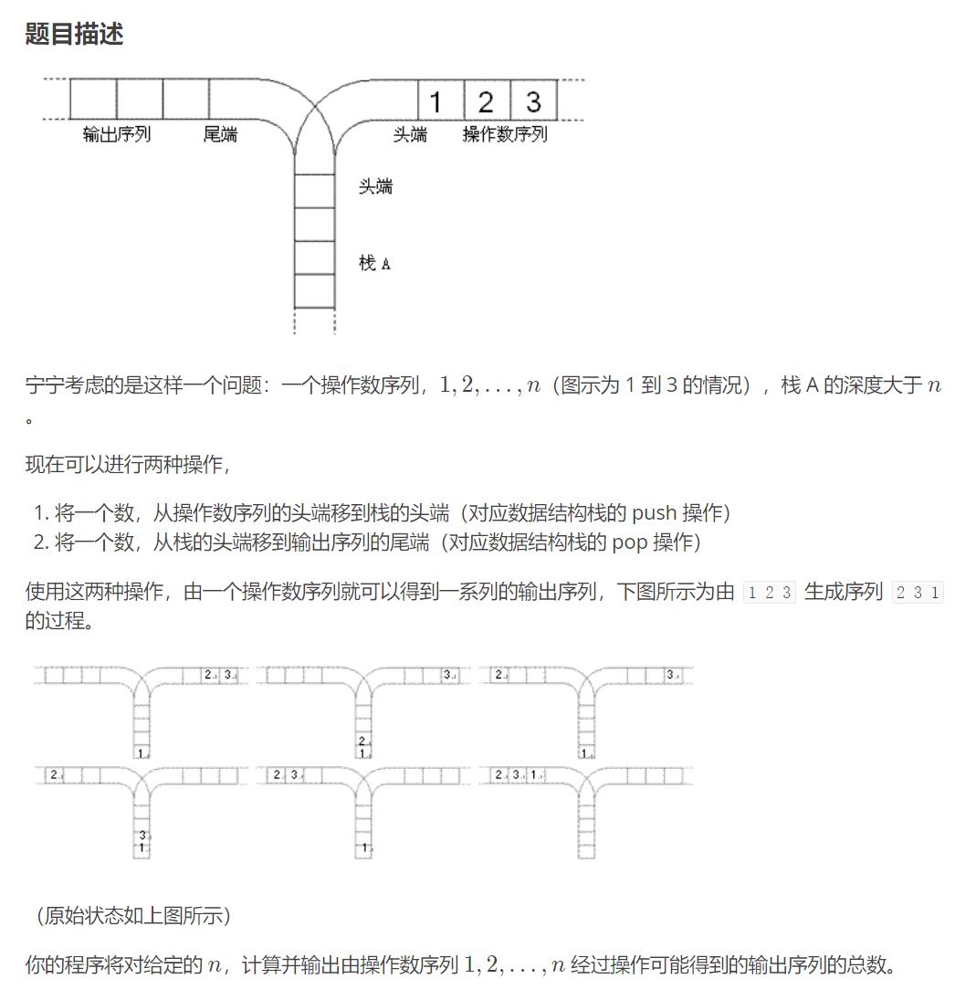 题目描述
1 2 3
输出序列 尾端 头端 操作数序列
头端
栈 A
宁宁考虑的是这样一个问题：一个操作数序列，1,2,…,n（图示为 1 到 3 的情况），栈 A 的深度大于 n
。
现在可以进行两种操作，
1. 将一个数，从操作数序列的头端移到栈的头端（对应数据结构栈的 push 操作）
2. 将一个数，从栈的头端移到输出序列的尾端（对应数据结构栈的 pop 操作）
使用这两种操作，由一个操作数序列就可以得到一系列的输出序列，下图所示为由 1 2 3 生成序列 2 3 1
的过程。
2 3 3 2 3
2
1 1 1
2 2 3 2 3 1
3
1 1
（原始状态如上图所示）
你的程序将对给定的 n，计算并输出由操作数序列 1,2,…,n 经过操作可能得到的输出序列的总数。